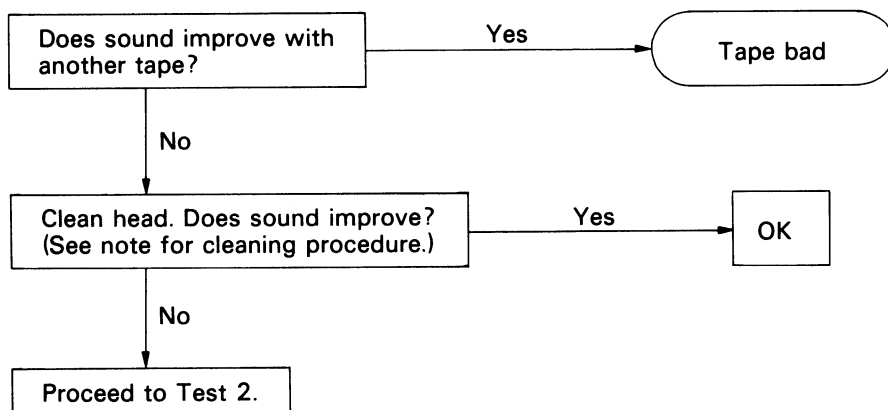 Does sound improve with
another tape?
Yes
Tape bad
No
Clean head. Does sound improve?
(See note for cleaning procedure.)
Yes
OK
No
Proceed to Test 2.